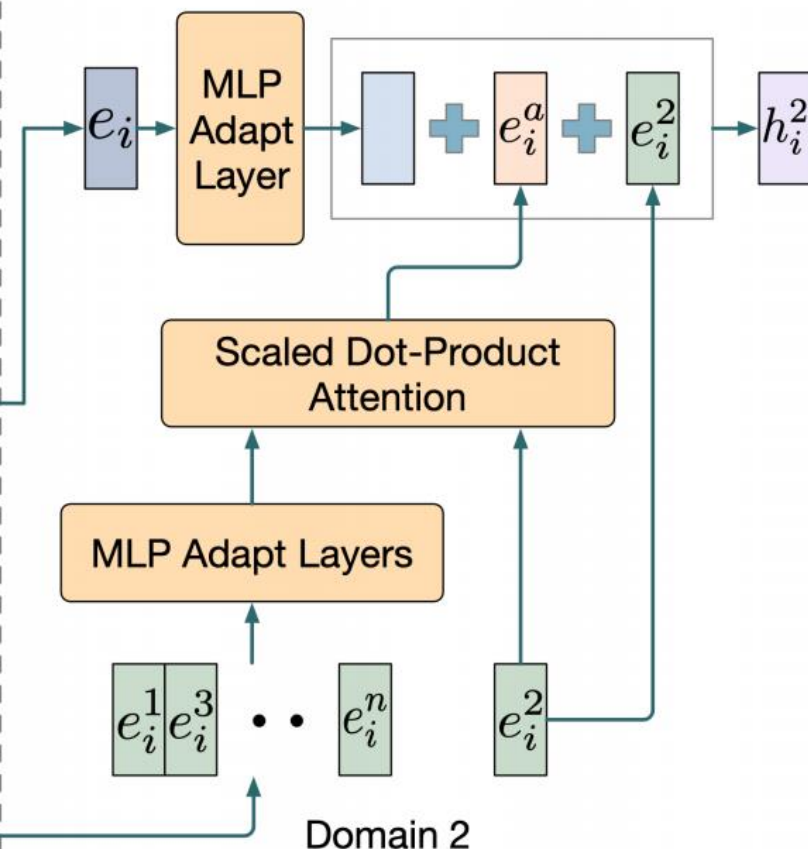 MLP
Adapt
Layer
e_i
e_i^a
e_i^2
h_i^2
Scaled Dot-Product
Attention
MLP Adapt Layers
e_i^1 e_i^3 • • e_i^n
e_i^2
Domain 2